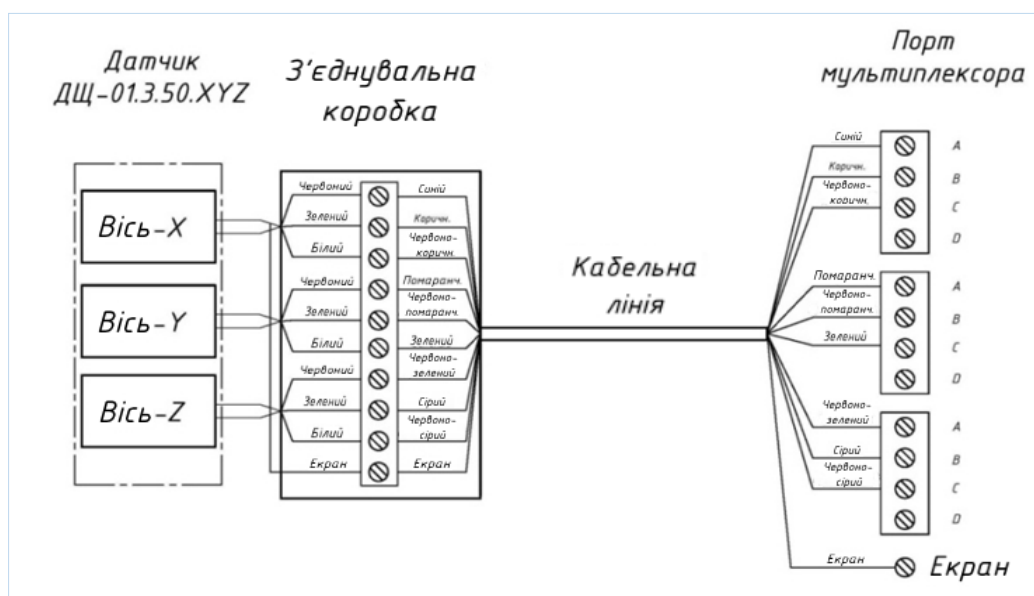 Датчик
ДЩ-01.3.50.XYZ
З'єднувальна
коробка
Порт
мультиплексора
Вісь-X
Вісь-Y
Вісь-Z
Червоний
Зелений
Білий
Червоний
Зелений
Білий
Червоний
Зелений
Білий
Екран
Синій
Коричн.
Червоно-
коричн.
Помаранч.
Червоно-
помаранч.
Зелений
Червоно-
зелений
Сірий
Червоно-
сірий
Екран
Кабельна
лінія
Синій
Коричн.
Червоно-
коричн.
Помаранч.
Червоно-
помаранч.
Зелений
Червоно-
зелений
Сірий
Червоно-
сірий
Екран
A
B
C
D
A
B
C
D
A
B
C
D
Екран